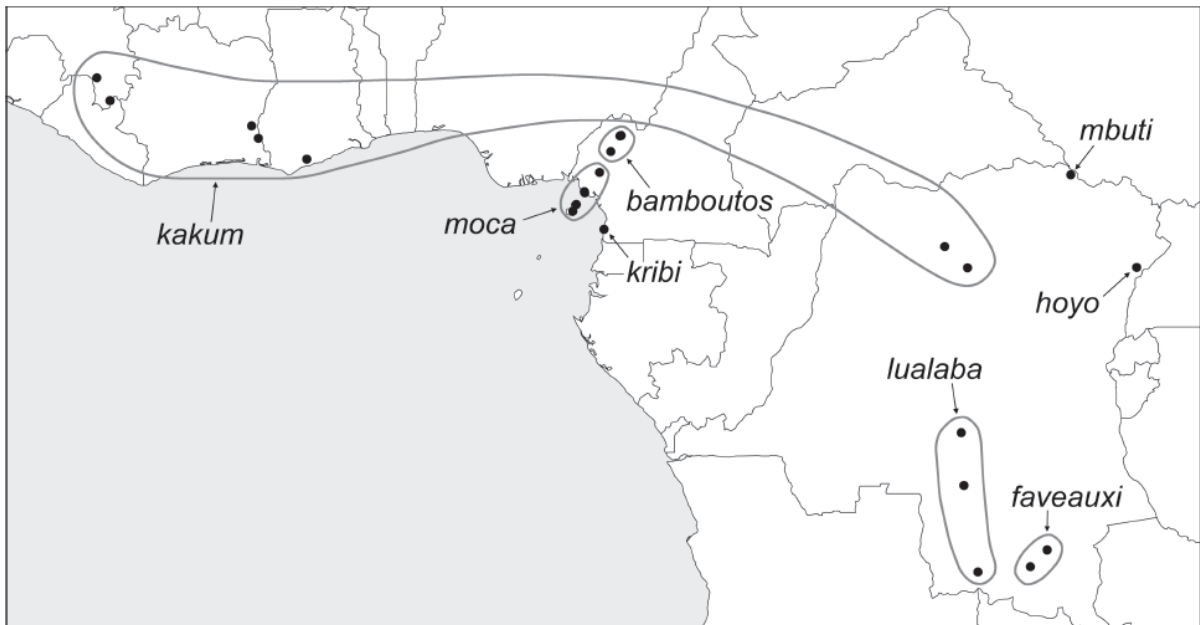 mbuti
bamboutos
moca
kakum
kribi
hoyo
lualaba
faveauxi